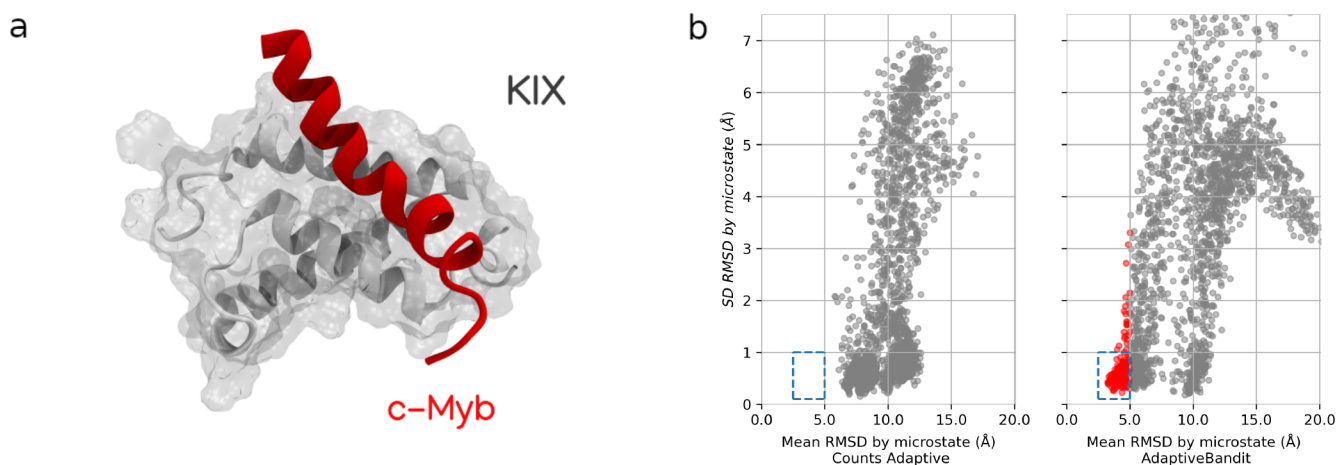 a
KIX
c-Myb
b
SD RMSD by microstate (Å)
7
6
5
4
3
2
1
0
0.0 5.0 10.0 15.0 20.0
Mean RMSD by microstate (Å)
Counts Adaptive
0.0 5.0 10.0 15.0 20.0
Mean RMSD by microstate (Å)
AdaptiveBandit